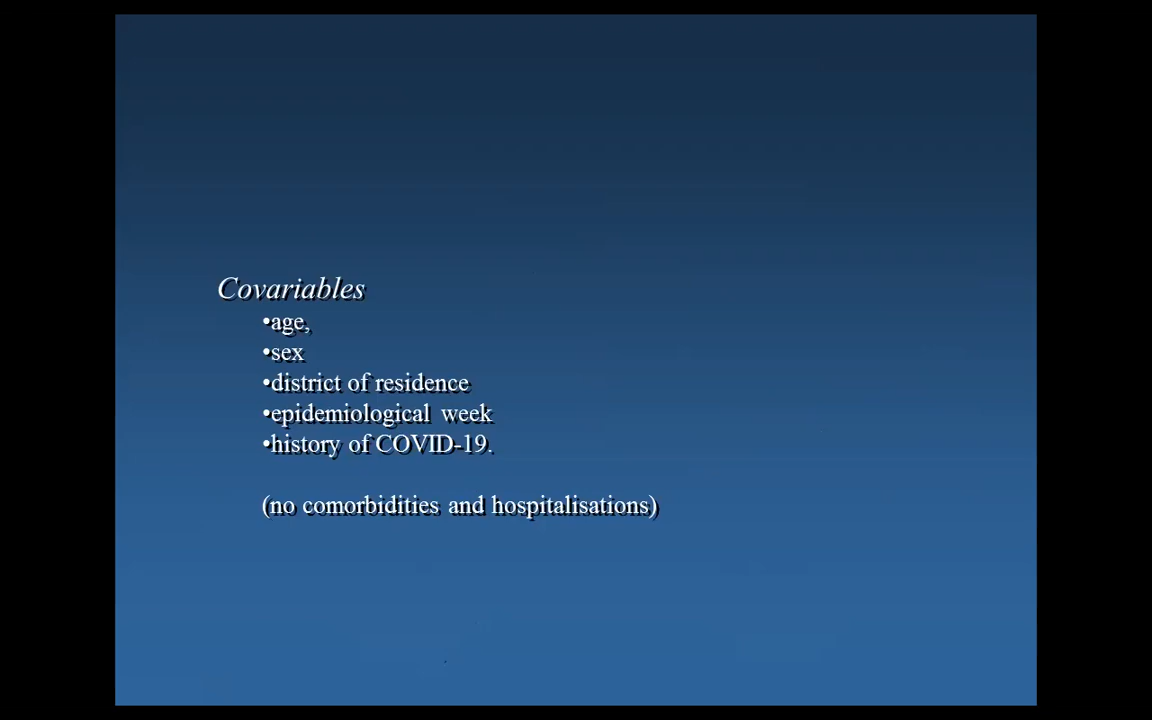 Covariables
•age,
•sex
•district of residence
•epidemiological week
•history of COVID-19.
(no comorbidities and hospitalisations)